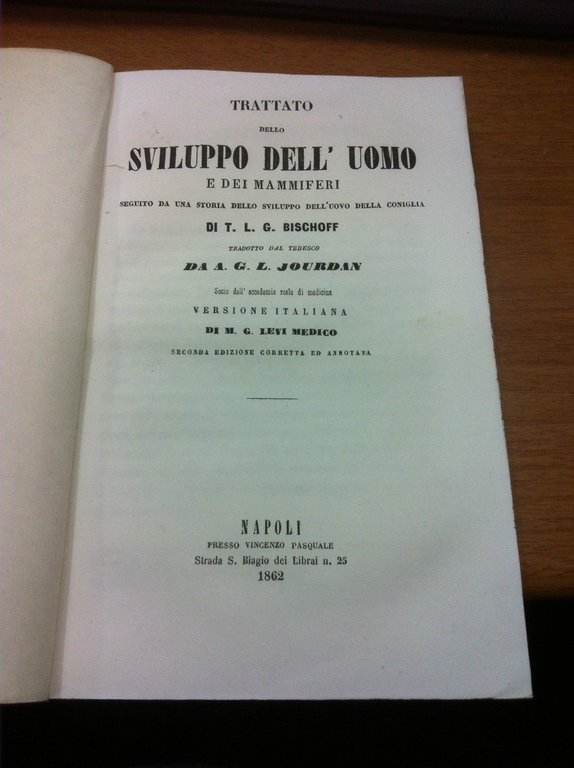 TRATTATO
DELLO
SVILUPPO DELL' UOMO
E DEI MAMMIFERI
SEGUITO DA UNA STORIA DELLO SVILUPPO DELL'UOVO DELLA CONIGLIA
DI T. L. G. BISCHOFF
TRADOTTO DAL TEDESCO
DA A. G. L. JOURDAN
Socio dell' accademia reale di medicina
VERSIONE ITALIANA
DI M. G. LEVI MEDICO
SECONDA EDIZIONE CORRETTA ED ANNOTATA
NAPOLI
PRESSO VINCENZO PASQUALE
Strada S. Biagio dei Librai n. 25
1862